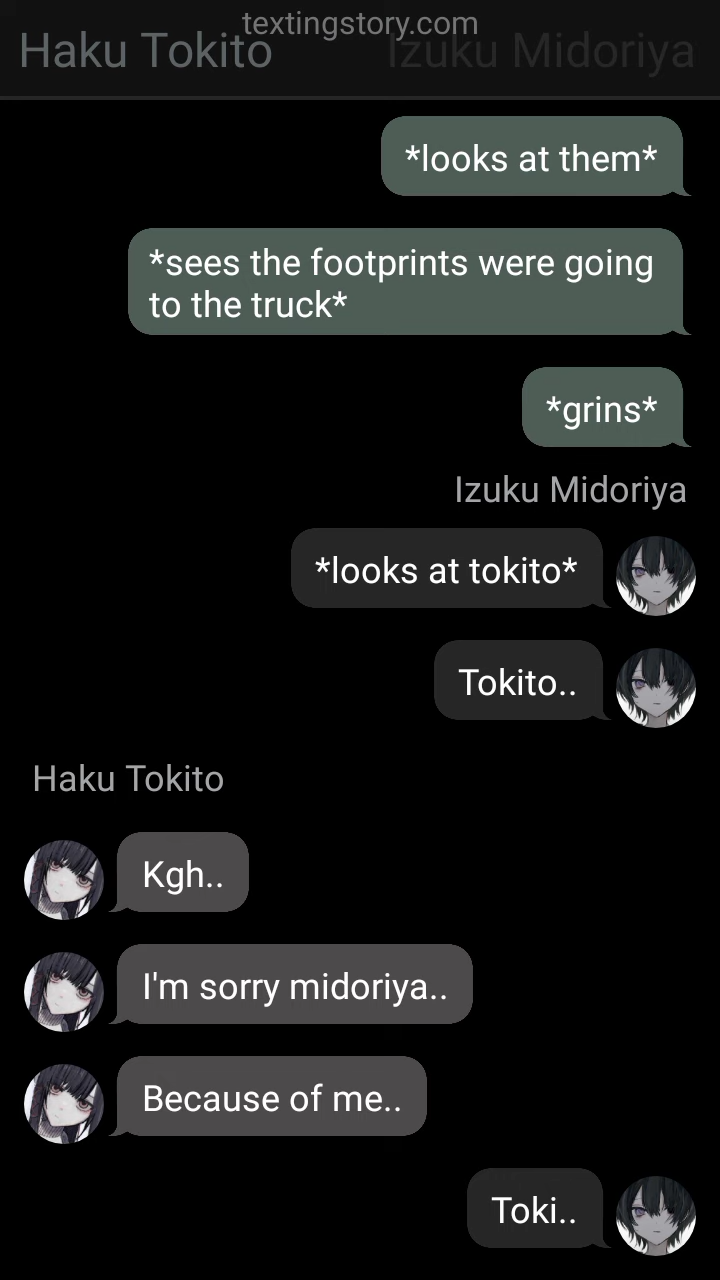 textingstory.com
Haku Tokito
Izuku Midoriya
*looks at them*
*sees the footprints were going
to the truck*
*grins*
Izuku Midoriya
*looks at tokito*
Tokito..
Haku Tokito
Kgh..
I'm sorry midoriya..
Because of me..
Toki..